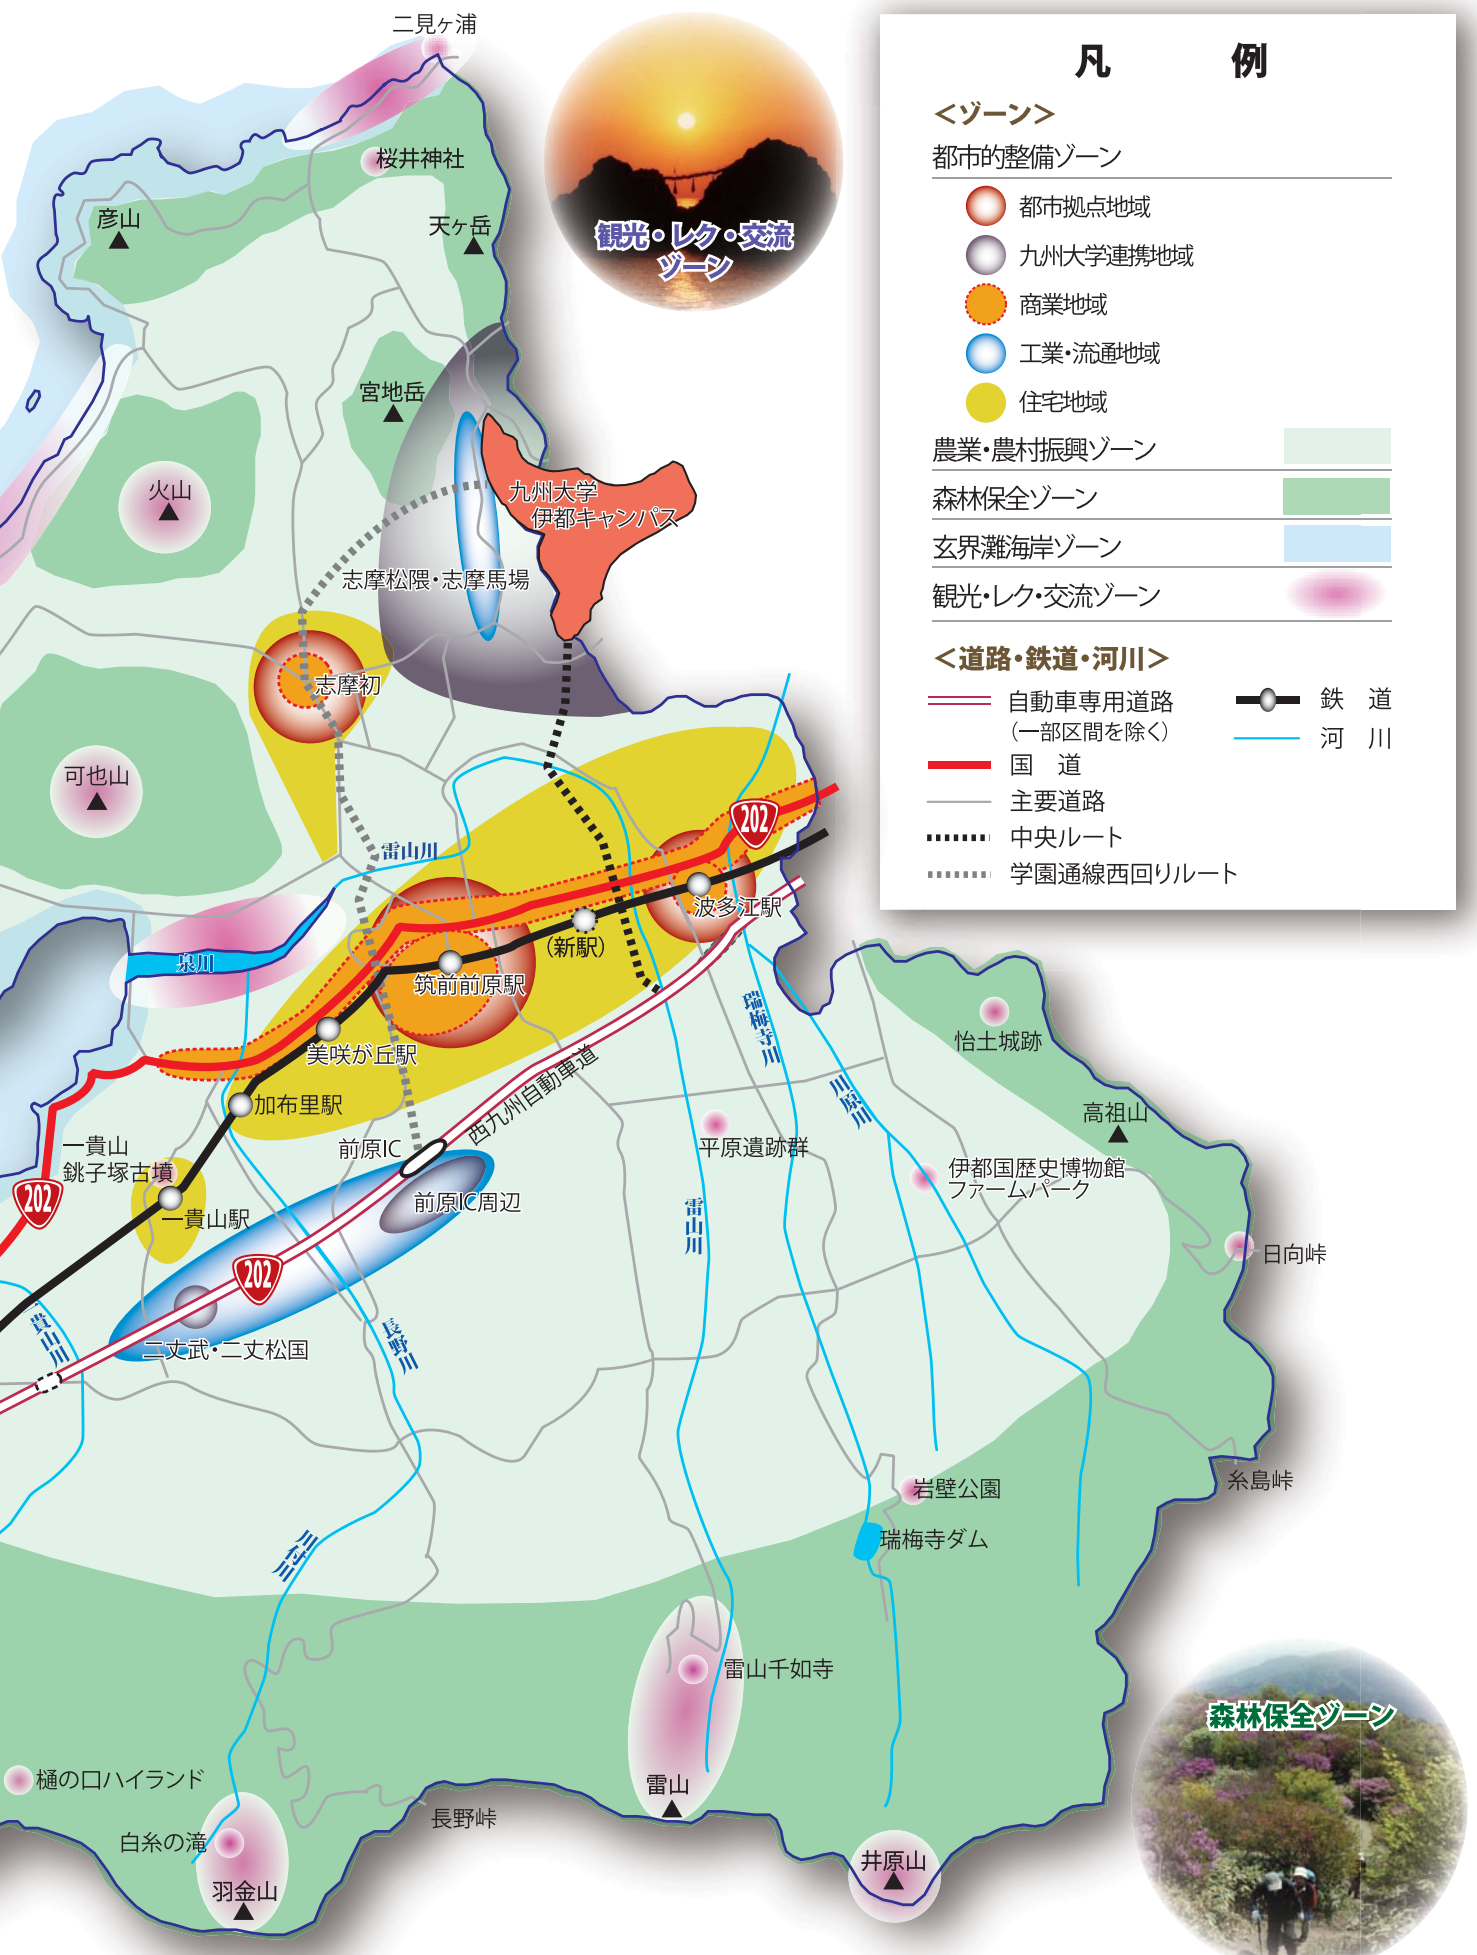 二見ヶ浦
桜井神社
彦山
天ヶ岳
観光・レク・交流
ゾーン
宮地岳
火山
九州大学
伊都キャンパス
志摩松隈・志摩馬場
志摩初
可也山
雷山川
202
波多江駅
(新駅)
泉川
筑前前原駅
美咲が丘駅
加布里駅
瑞梅寺川
川原川
西九州自動車道
前原IC
前原IC周辺
一貴山
銚子塚古墳
202
一貴山駅
202
二丈武・二丈松国
一貴山川
長野川
雷山川
怡土城跡
高祖山
平原遺跡群
伊都国歴史博物館
ファームパーク
日向峠
糸島峠
岩壁公園
瑞梅寺ダム
川付川
雷山千如寺
雷山
樋の口ハイランド
白糸の滝
羽金山
長野峠
井原山
森林保全ゾーン
凡 例
＜ゾーン＞
都市的整備ゾーン
都市拠点地域
九州大学連携地域
商業地域
工業・流通地域
住宅地域
農業・農村振興ゾーン
森林保全ゾーン
玄界灘海岸ゾーン
観光・レク・交流ゾーン
＜道路・鉄道・河川＞
自動車専用道路
（一部区間を除く）
国 道
主要道路
中央ルート
学園通線西回りルート
鉄 道
河 川